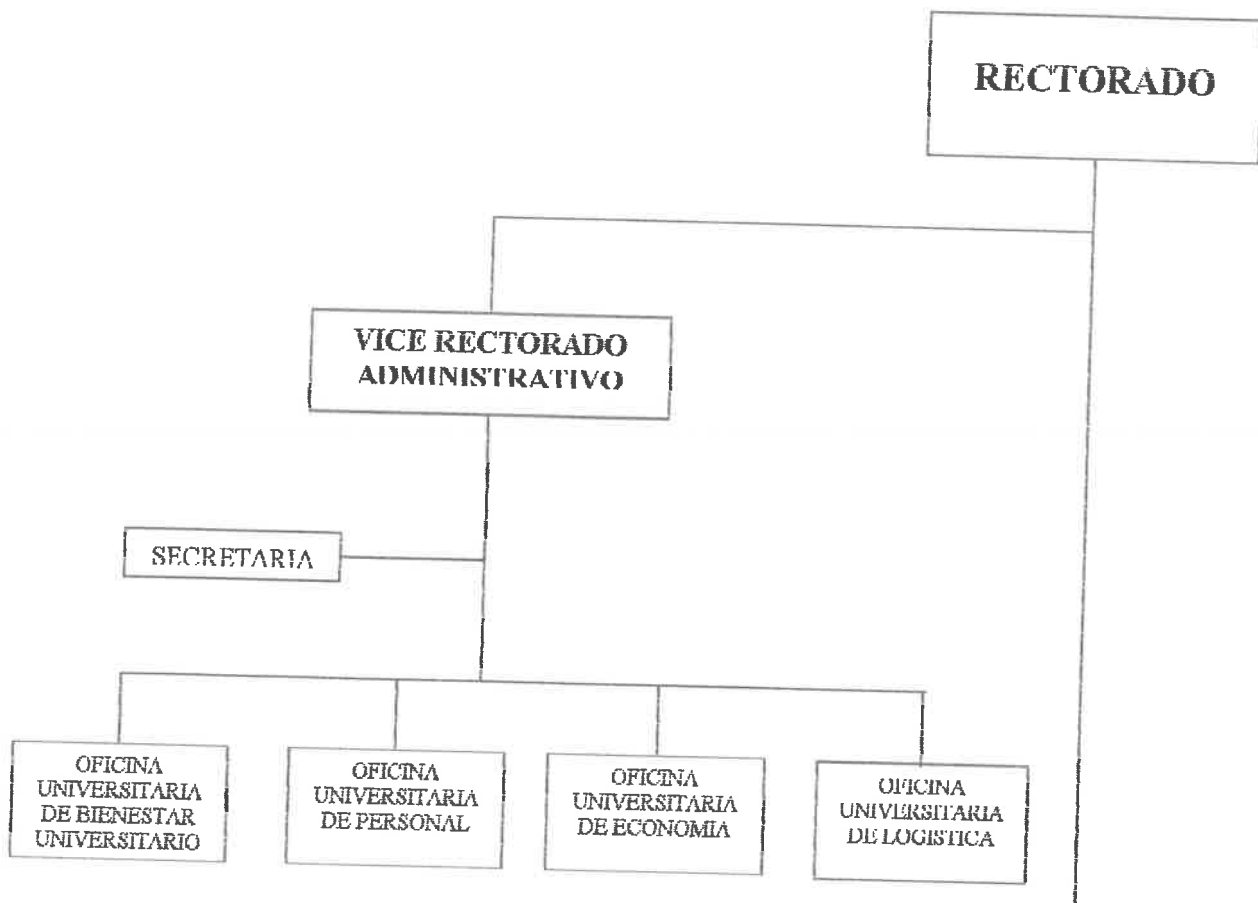 RECTORADO
VICE RECTORADO
ADMINISTRATIVO
SECRETARIA
OFICINA
UNIVERSITARIA
DE BIENESTAR
UNIVERSITARIO
OFICINA
UNIVERSITARIA
DE PERSONAL
OFICINA
UNIVERSITARIA
DE ECONOMIA
OFICINA
UNIVERSITARIA
DE LOGISTICA